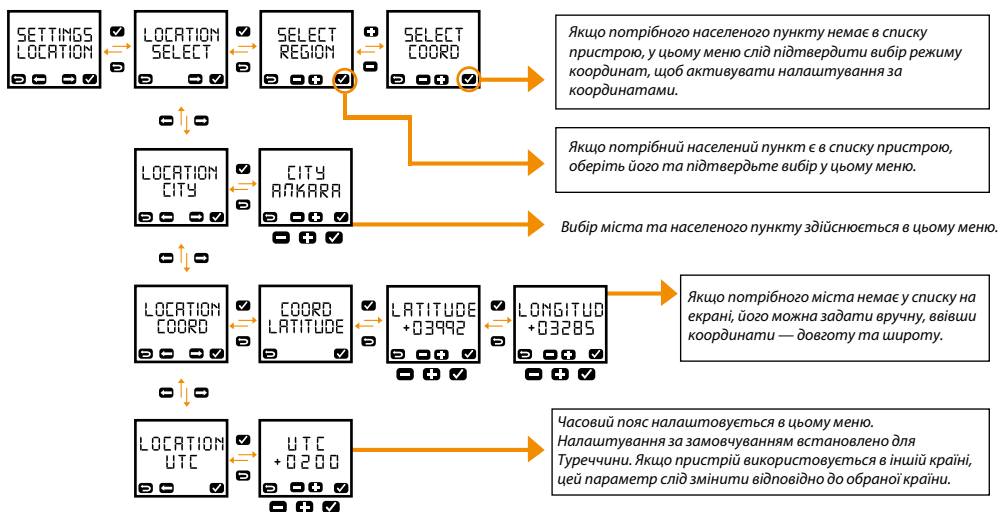 SETTINGS
LOCATION
LOCATION
SELECT
SELECT
REGION
SELECT
COORD
Якщо потрібного населеного пункту немає в списку
пристрою, у цьому меню слід підтвердити вибір режиму
координат, щоб активувати налаштування за
координатами.
Якщо потрібний населений пункт є в списку пристрою,
оберіть його та підтвердьте вибір у цьому меню.
LOCATION
CITY
CITY
ANKARA
Вибір міста та населеного пункту здійснюється в цьому меню.
LOCATION
COORD
COORD
LATITUDE
LATITUDE
+03992
LONGITUD
+03285
Якщо потрібного міста немає у списку на
екрані, його можна задати вручну, ввівши
координати — довготу та широту.
LOCATION
UTC
UTC
+0200
Часовий пояс налаштовується в цьому меню.
Налаштування за замовчуванням встановлено для
Туреччини. Якщо пристрій використовується в іншій країні,
цей параметр слід змінити відповідно до обраної країни.